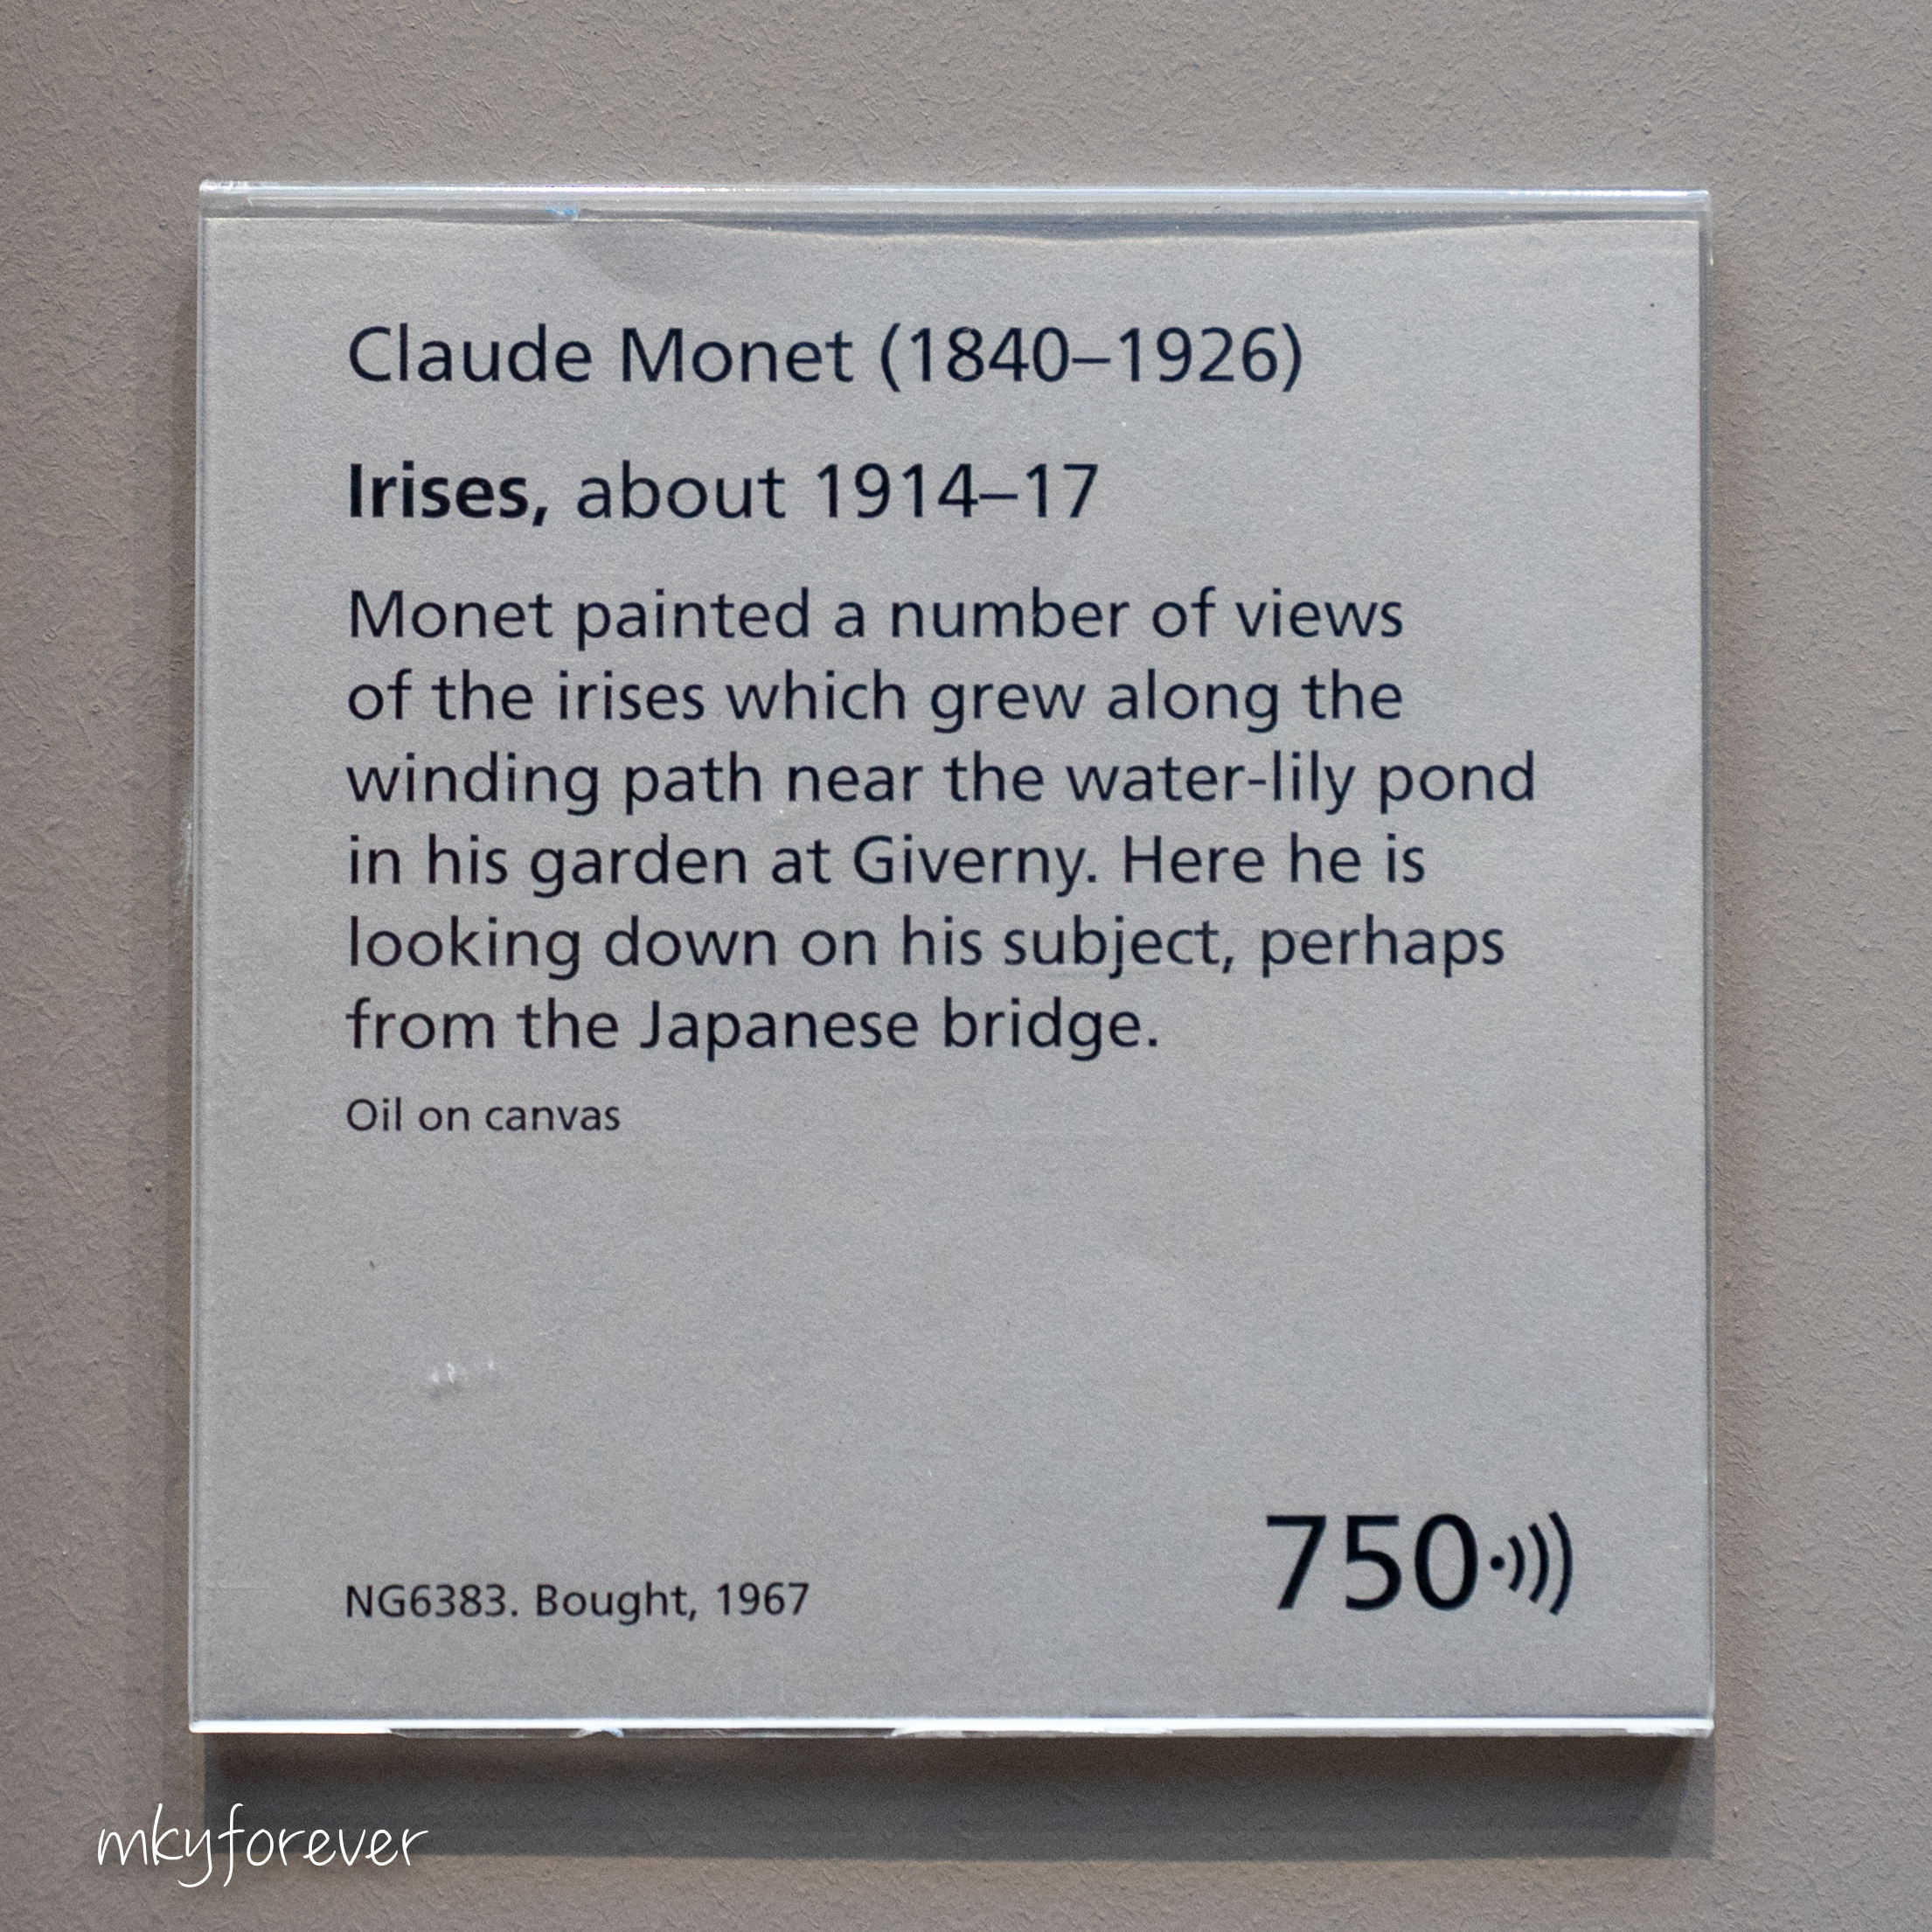 Claude Monet (1840–1926)
Irises, about 1914–17
Monet painted a number of views
of the irises which grew along the
winding path near the water-lily pond
in his garden at Giverny. Here he is
looking down on his subject, perhaps
from the Japanese bridge.
Oil on canvas
NG6383. Bought, 1967
750
mkyforever